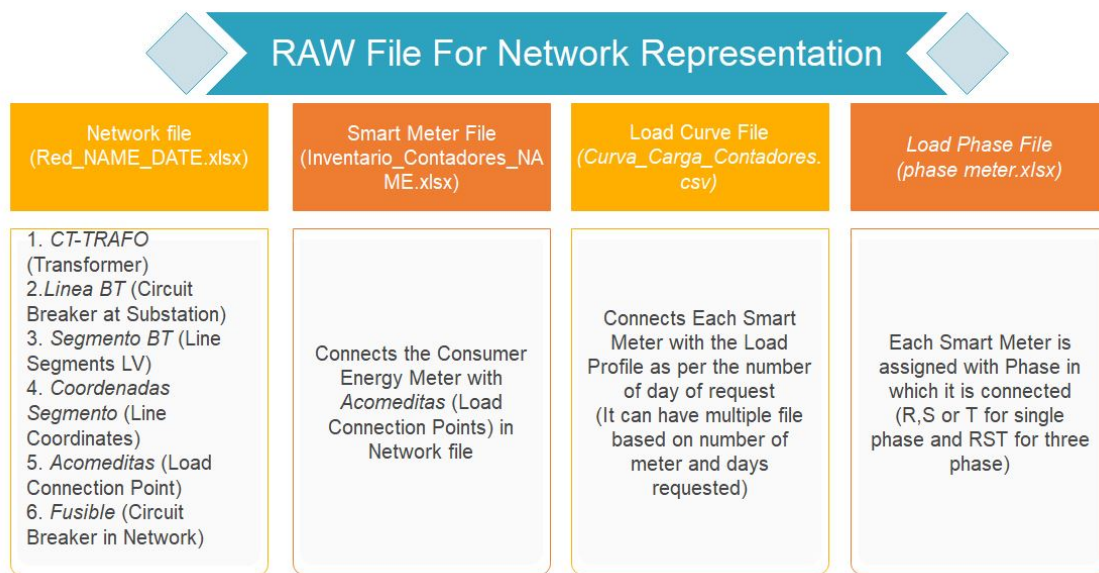 RAW File For Network Representation
Network file
(Red_NAME_DATE.xlsx)
Smart Meter File
(Inventario_Contadores_NA
ME.xlsx)
Load Curve File
(Curva_Carga_Contadores.
csv)
Load Phase File
(phase meter.xlsx)
1. CT-TRAFO
(Transformer)
2.Linea BT (Circuit
Breaker at Substation)
3. Segmento BT (Line
Segments LV)
4. Coordenadas
Segmento (Line
Coordinates)
5. Acomeditas (Load
Connection Point)
6. Fusible (Circuit
Breaker in Network)
Connects the Consumer
Energy Meter with
Acomeditas (Load
Connection Points) in
Network file
Connects Each Smart
Meter with the Load
Profile as per the number
of day of request
(It can have multiple file
based on number of
meter and days
requested)
Each Smart Meter is
assigned with Phase in
which it is connected
(R,S or T for single
phase and RST for three
phase)